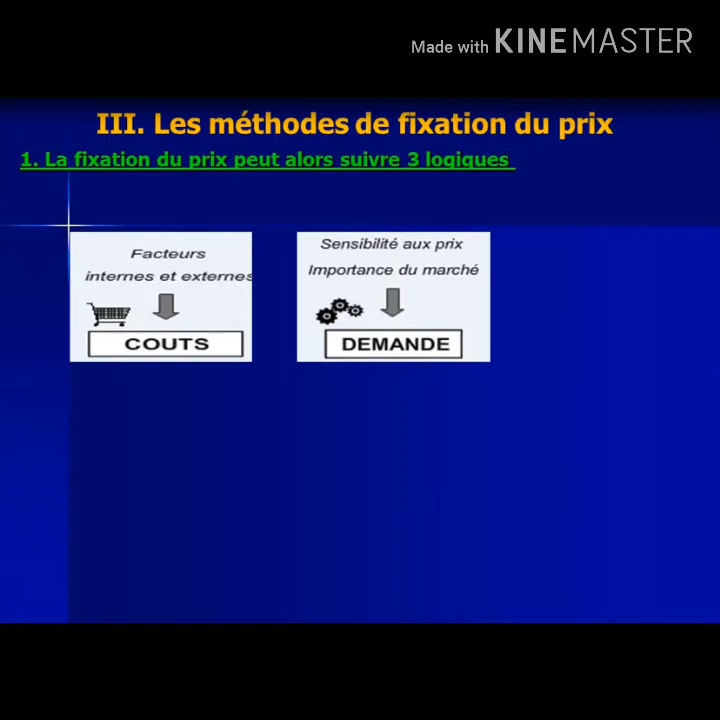 Made with KINEMASTER
III. Les méthodes de fixation du prix
1. La fixation du prix peut alors suivre 3 logiques
Facteurs
internes et externes
COUTS
Sensibilité aux prix
Importance du marché
DEMANDE